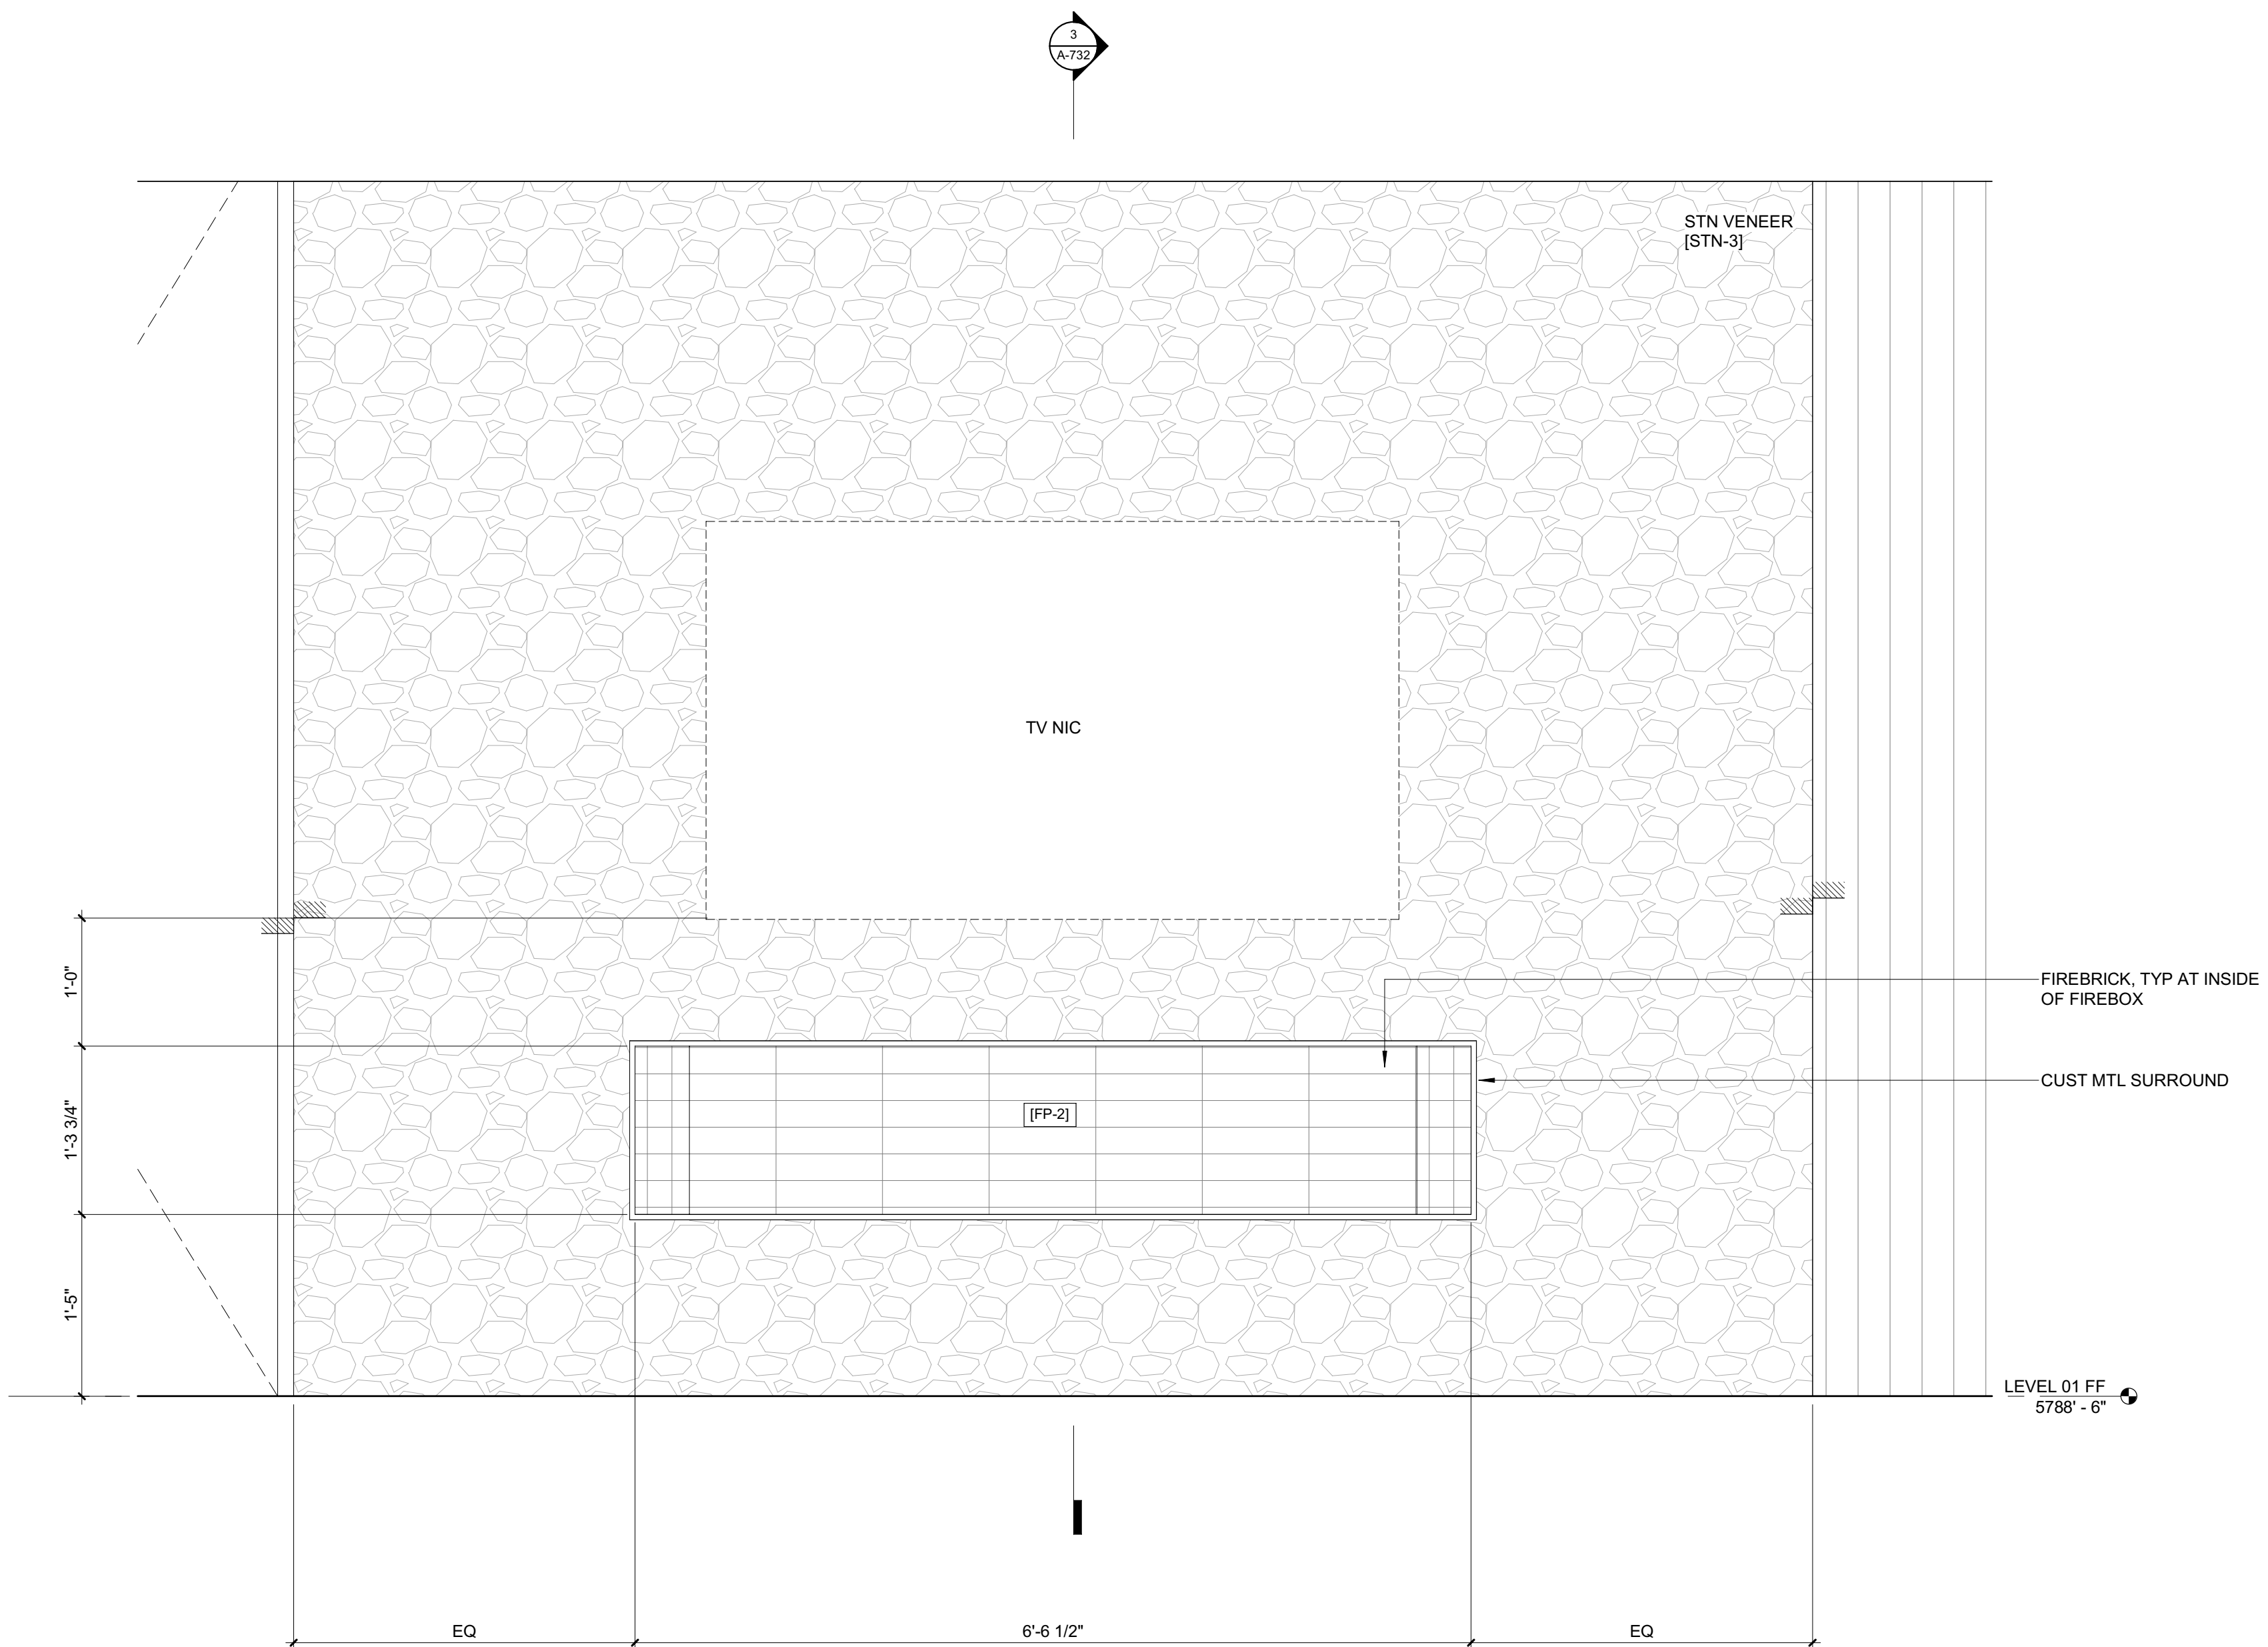 3
A-732
STN VENEER
[STN-3]
TV NIC
1'-0"
FIREBRICK, TYP AT INSIDE
OF FIREBOX
1'-3 3/4"
CUST MTL SURROUND
[FP-2]
1'-5"
LEVEL 01 FF
5788' - 6"
EQ
6'-6 1/2"
EQ